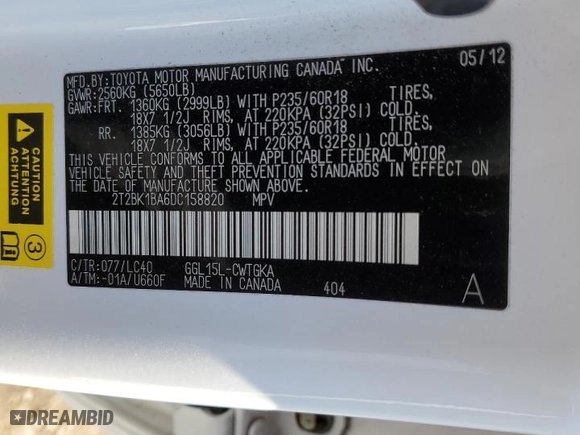 MFD.BY:TOYOTA MOTOR MANUFACTURING CANADA INC. 05/12
GVWR:2560KG (5650LB)
GAWR:FRT. 1360KG (2999LB) WITH P235/60R18 TIRES,
18X7 1/2J RIMS, AT 220KPA (32PSI) COLD.
RR. 1385KG (3056LB) WITH P235/60R18 TIRES,
18X7 1/2J RIMS, AT 220KPA (32PSI) COLD.
THIS VEHICLE CONFORMS TO ALL APPLICABLE FEDERAL MOTOR
VEHICLE SAFETY AND THEFT PREVENTION STANDARDS IN EFFECT ON
THE DATE OF MANUFACTURE SHOWN ABOVE.
2T2BK1BA6DC158820 MPV
C/TR:077/LC40 GGL15L-CWTGKA
A/TM:-01A/U660F MADE IN CANADA 404 A
CAUTION
ATTENTION
ACHTUNG
3
DREAMBID